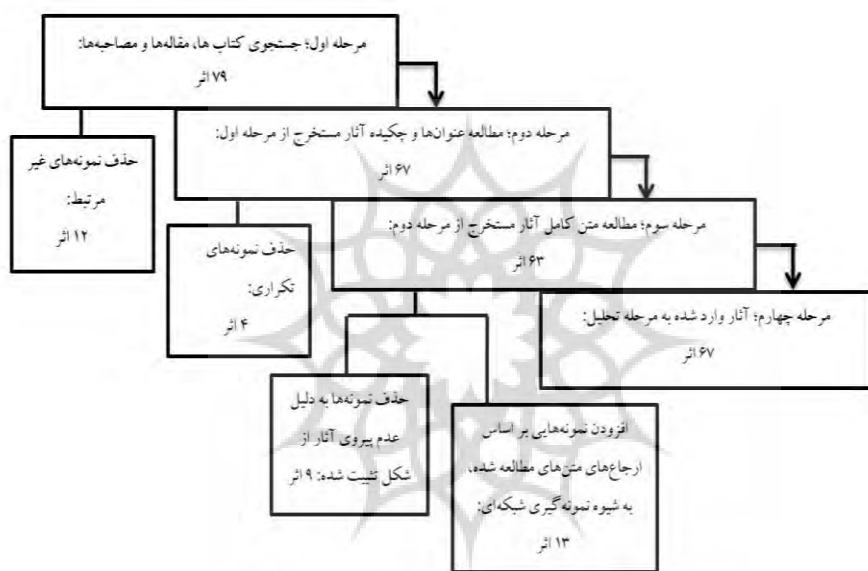 مرحله اول؛ جستجوی کتاب ها، مقاله‌ها و مصاحبه‌ها:
۷۹ اثر
حذف نمونه‌های غیر
مرتبط:
۱۲ اثر
مرحله دوم؛ مطالعه عنوان‌ها و چکیده آثار مستخرج از مرحله اول:
۶۷ اثر
حذف نمونه‌های
تکراری:
۴ اثر
مرحله سوم؛ مطالعه متن کامل آثار مستخرج از مرحله دوم:
۶۳ اثر
حذف نمونه‌ها به دلیل
عدم پیروی آثار از
شکل تثبیت شده: ۹ اثر
افزودن نمونه‌هایی بر اساس
ارجاع‌های متن‌های مطالعه شده،
به شیوه نمونه‌گیری شبکه‌ای:
۱۳ اثر
مرحله چهارم؛ آثار وارد شده به مرحله تحلیل:
۶۷ اثر